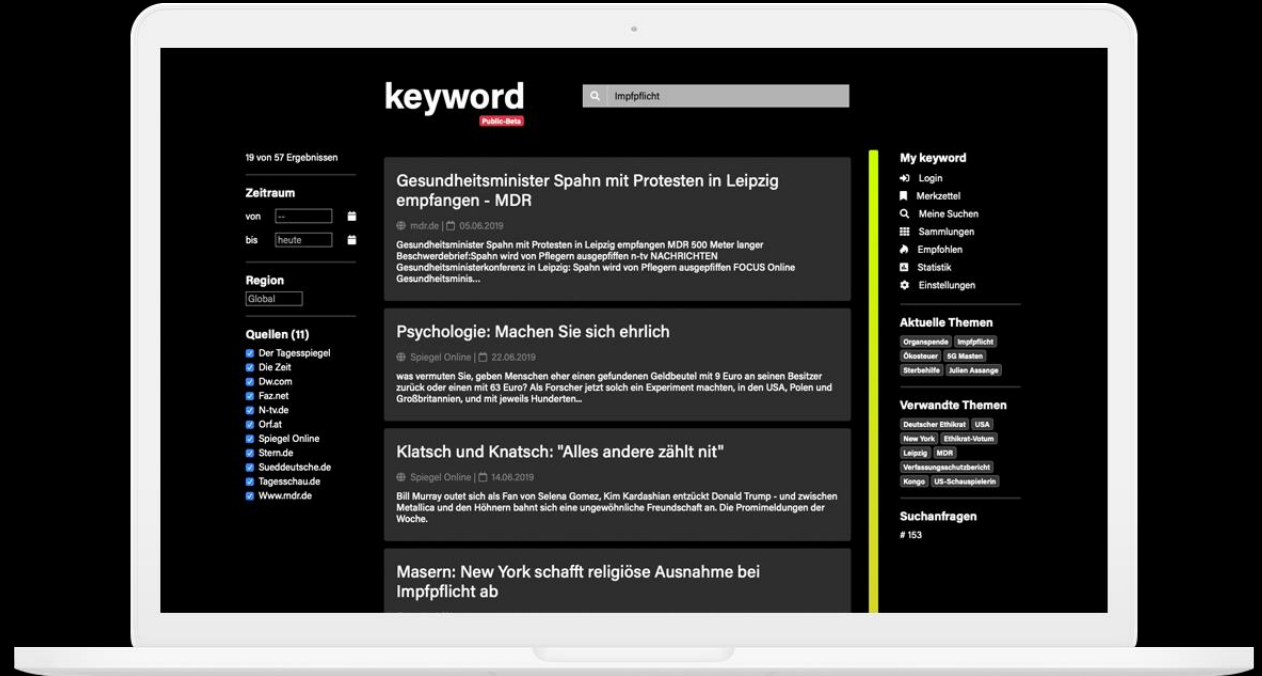 keyword
Public-Beta
Impfpflicht
19 von 57 Ergebnissen
Zeitraum
von --
bis heute
Region
Global
Quellen (11)
Der Tagesspiegel
Die Zeit
Dw.com
Faz.net
N-tv.de
Orf.at
Spiegel Online
Stern.de
Sueddeutsche.de
Tagesschau.de
Www.mdr.de
Gesundheitsminister Spahn mit Protesten in Leipzig
empfangen - MDR
mdr.de | 05.06.2019
Gesundheitsminister Spahn mit Protesten in Leipzig empfangen MDR 500 Meter langer
Beschwerdebrief:Spahn wird von Pflegern ausgepfiffen n-tv NACHRICHTEN
Gesundheitsministerkonferenz in Leipzig: Spahn wird von Pflegern ausgepfiffen FOCUS Online
Gesundheitsminis...
Psychologie: Machen Sie sich ehrlich
Spiegel Online | 22.06.2019
was vermuten Sie, geben Menschen eher einen gefundenen Geldbeutel mit 9 Euro an seinen Besitzer
zurück oder einen mit 63 Euro? Als Forscher jetzt solch ein Experiment machten, in den USA, Polen und
Großbritannien, und mit jeweils Hunderten...
Klatsch und Knatsch: "Alles andere zählt nit"
Spiegel Online | 14.06.2019
Bill Murray outet sich als Fan von Selena Gomez, Kim Kardashian entzückt Donald Trump - und zwischen
Metallica und den Höhnern bahnt sich eine ungewöhnliche Freundschaft an. Die Promimeldungen der
Woche.
Masern: New York schafft religiöse Ausnahme bei
Impfpflicht ab
My keyword
Login
Merkzettel
Meine Suchen
Sammlungen
Empfohlen
Statistik
Einstellungen
Aktuelle Themen
Organspende Impfpflicht
Ökosteuer 5G Masten
Sterbehilfe Julien Assange
Verwandte Themen
Deutscher Ethikrat USA
New York Ethikrat-Votum
Leipzig MDR
Verfassungsschutzbericht
Kongo US-Schauspielerin
Suchanfragen
# 153